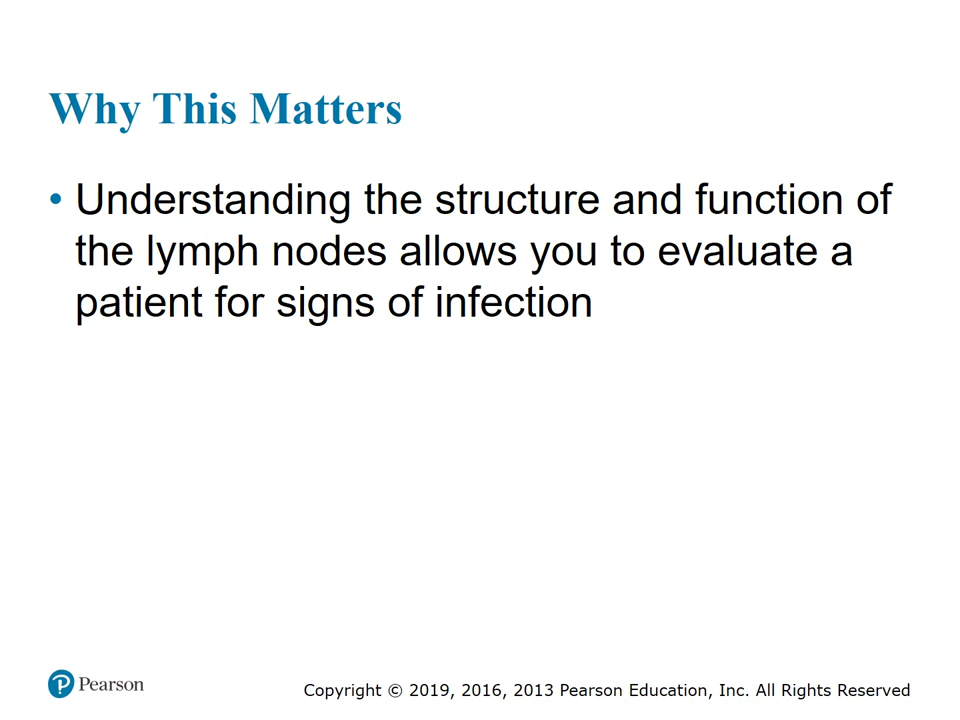 Why This Matters
• Understanding the structure and function of
the lymph nodes allows you to evaluate a
patient for signs of infection
Pearson
Copyright © 2019, 2016, 2013 Pearson Education, Inc. All Rights Reserved